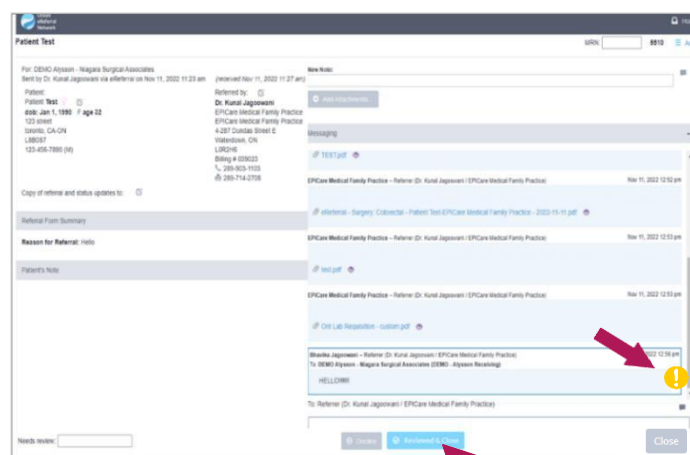 Ocean
eReferral
Network
Patient Test
MRN
9510
For: DEMO Alysson - Niagara Surgical Associates
Sent by Dr. Kunal Jagoowani via eReferral on Nov 11, 2022 11:23 am (received Nov 11, 2022 11:27 am)
Patient:
Patient Test
dob: Jan 1, 1990 F age 32
123 street
toronto, CA-ON
123-456-7890 (M)
Referred by:
Dr. Kunal Jagoowani
EPICare Medical Family Practice
EPICare Medical Family Practice
4-287 Dundas Street E
Waterdown, ON
L0R2H6
Billing # 039023
289-903-1103
289-714-2708
Copy of referral and status updates to:
Referral Form Summary
Reason for Referral: Hello
Patient's Note
Needs review:
New Note:
Add Attachments
Messaging
TEST.pdf
EPICare Medical Family Practice – Referrer (Dr. Kunal Jagoowani / EPICare Medical Family Practice) Nov 11, 2022 12:52 pm
eReferral - Surgery: Colorectal - Patient Test-EPICare Medical Family Practice - 2022-11-11.pdf
EPICare Medical Family Practice – Referrer (Dr. Kunal Jagoowani / EPICare Medical Family Practice) Nov 11, 2022 12:53 pm
test.pdf
EPICare Medical Family Practice – Referrer (Dr. Kunal Jagoowani / EPICare Medical Family Practice) Nov 11, 2022 12:53 pm
Ont Lab Requisition - custom.pdf
Bhavika Jagoowani – Referrer (Dr. Kunal Jagoowani / EPICare Medical Family Practice) 2022 12:58 pm
To: DEMO Alysson - Niagara Surgical Associates (DEMO - Alysson Receiving)
To: Referrer (Dr. Kunal Jagoowani / EPICare Medical Family Practice)
Decline
Reviewed & Close
Close